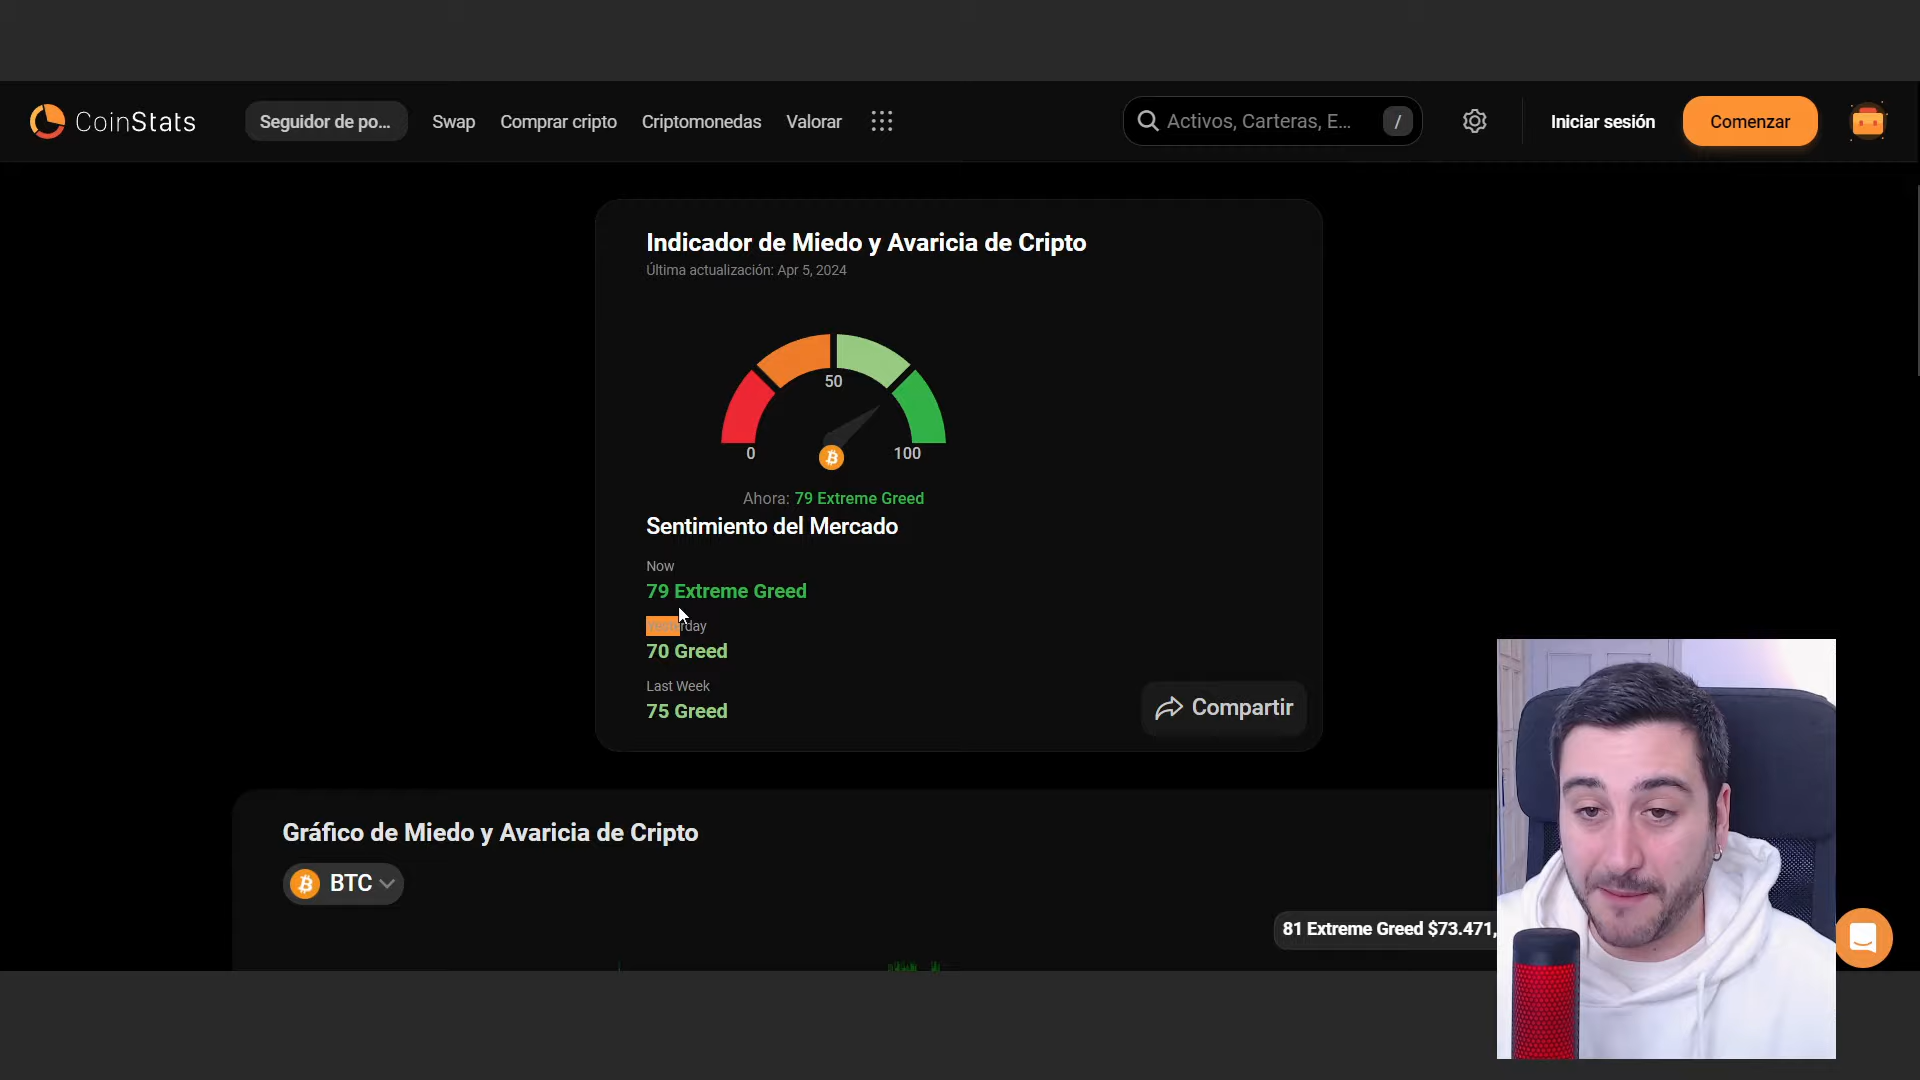 CoinStats
Seguidor de po...
Swap
Comprar cripto
Criptomonedas
Valorar
Activos, Carteras, E...
/
Iniciar sesión
Comenzar
Indicador de Miedo y Avaricia de Cripto
Última actualización: Apr 5, 2024
50
0
100
Ahora: 79 Extreme Greed
Sentimiento del Mercado
Now
79 Extreme Greed
Yesterday
70 Greed
Last Week
75 Greed
Compartir
Gráfico de Miedo y Avaricia de Cripto
BTC
81 Extreme Greed $73.471,